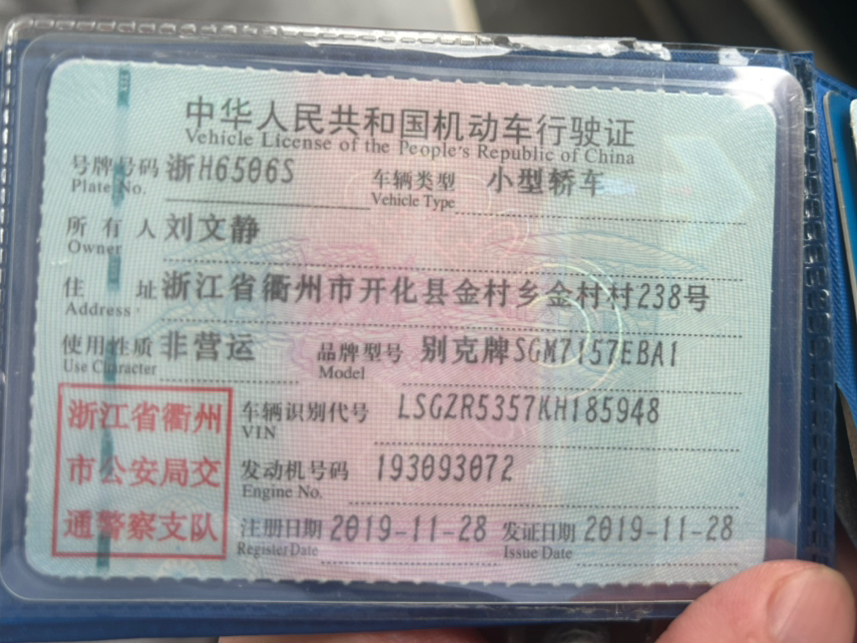 中华人民共和国机动车行驶证
Vehicle License of the People's Republic of China
号牌号码 浙H6506S 车辆类型 小型轿车
Plate No. Vehicle Type
所有人 刘文静
Owner
住址 浙江省衢州市开化县金村乡金村村238号
Address
使用性质 非营运 品牌型号 别克牌SGM7157EBA1
Use Character Model
浙江省衢州
市公安局交
通警察支队
车辆识别代号 LSGZR5357KH185948
VIN
发动机号码 193093072
Engine No.
注册日期 2019-11-28 发证日期 2019-11-28
Register Date Issue Date